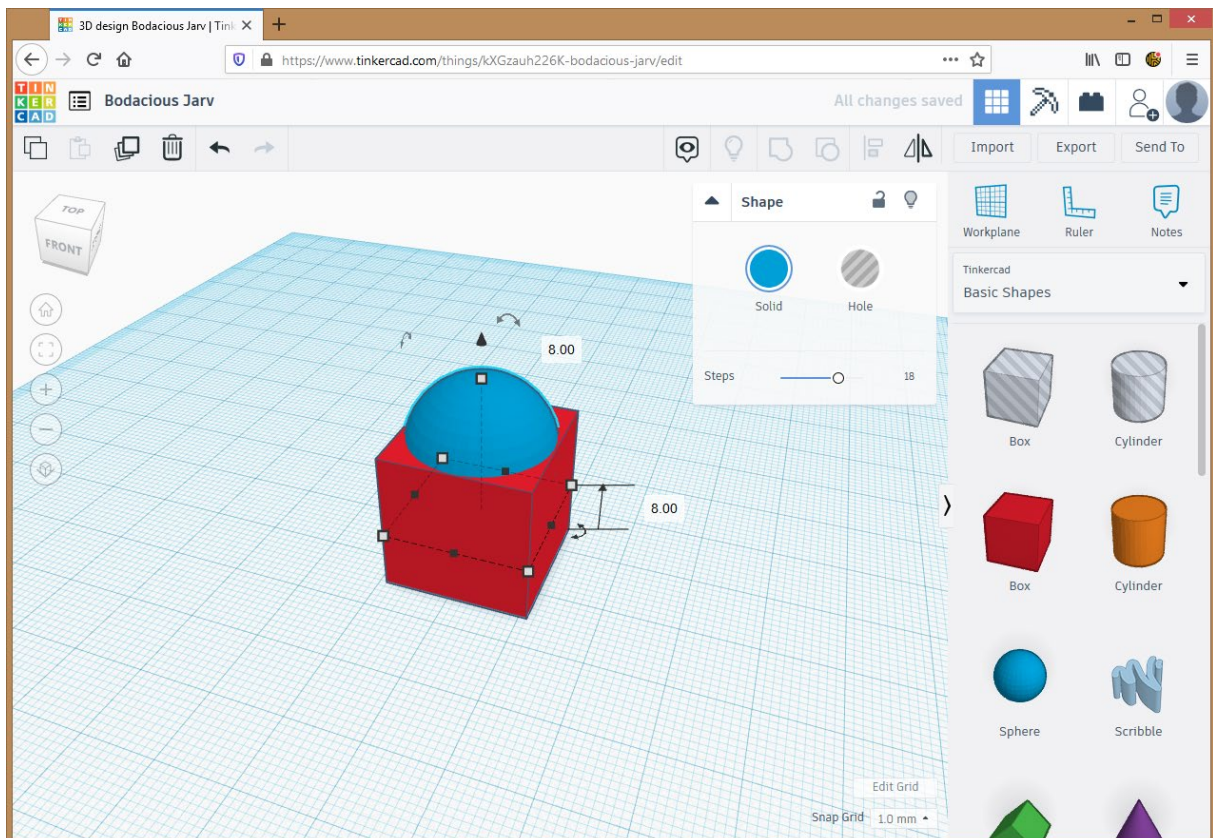 3D design Bodacious Jarv | Tink
https://www.tinkercad.com/things/kXGzauh226K-bodacious-jarv/edit
TIN
KER
CAD
Bodacious Jarv
All changes saved
Import
Export
Send To
TOP
FRONT
Shape
Solid
Hole
Steps
18
8.00
8.00
Workplane
Ruler
Notes
Tinkercad
Basic Shapes
Box
Cylinder
Box
Cylinder
Sphere
Scribble
Edit Grid
Snap Grid 1.0 mm